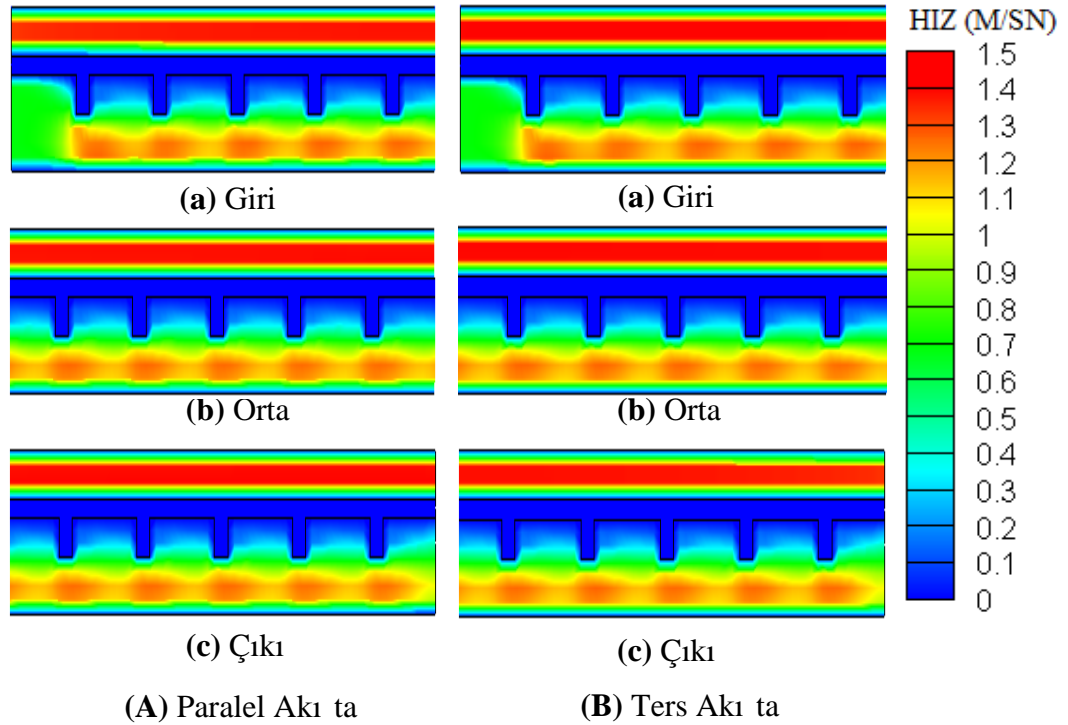 HIZ (M/SN)
1.5
1.4
1.3
1.2
1.1
1
0.9
0.8
0.7
0.6
0.5
0.4
0.3
0.2
0.1
0
(a) Giri
(a) Giri
(b) Orta
(b) Orta
(c) Çıkı
(c) Çıkı
(A) Paralel Akı ta
(B) Ters Akı ta